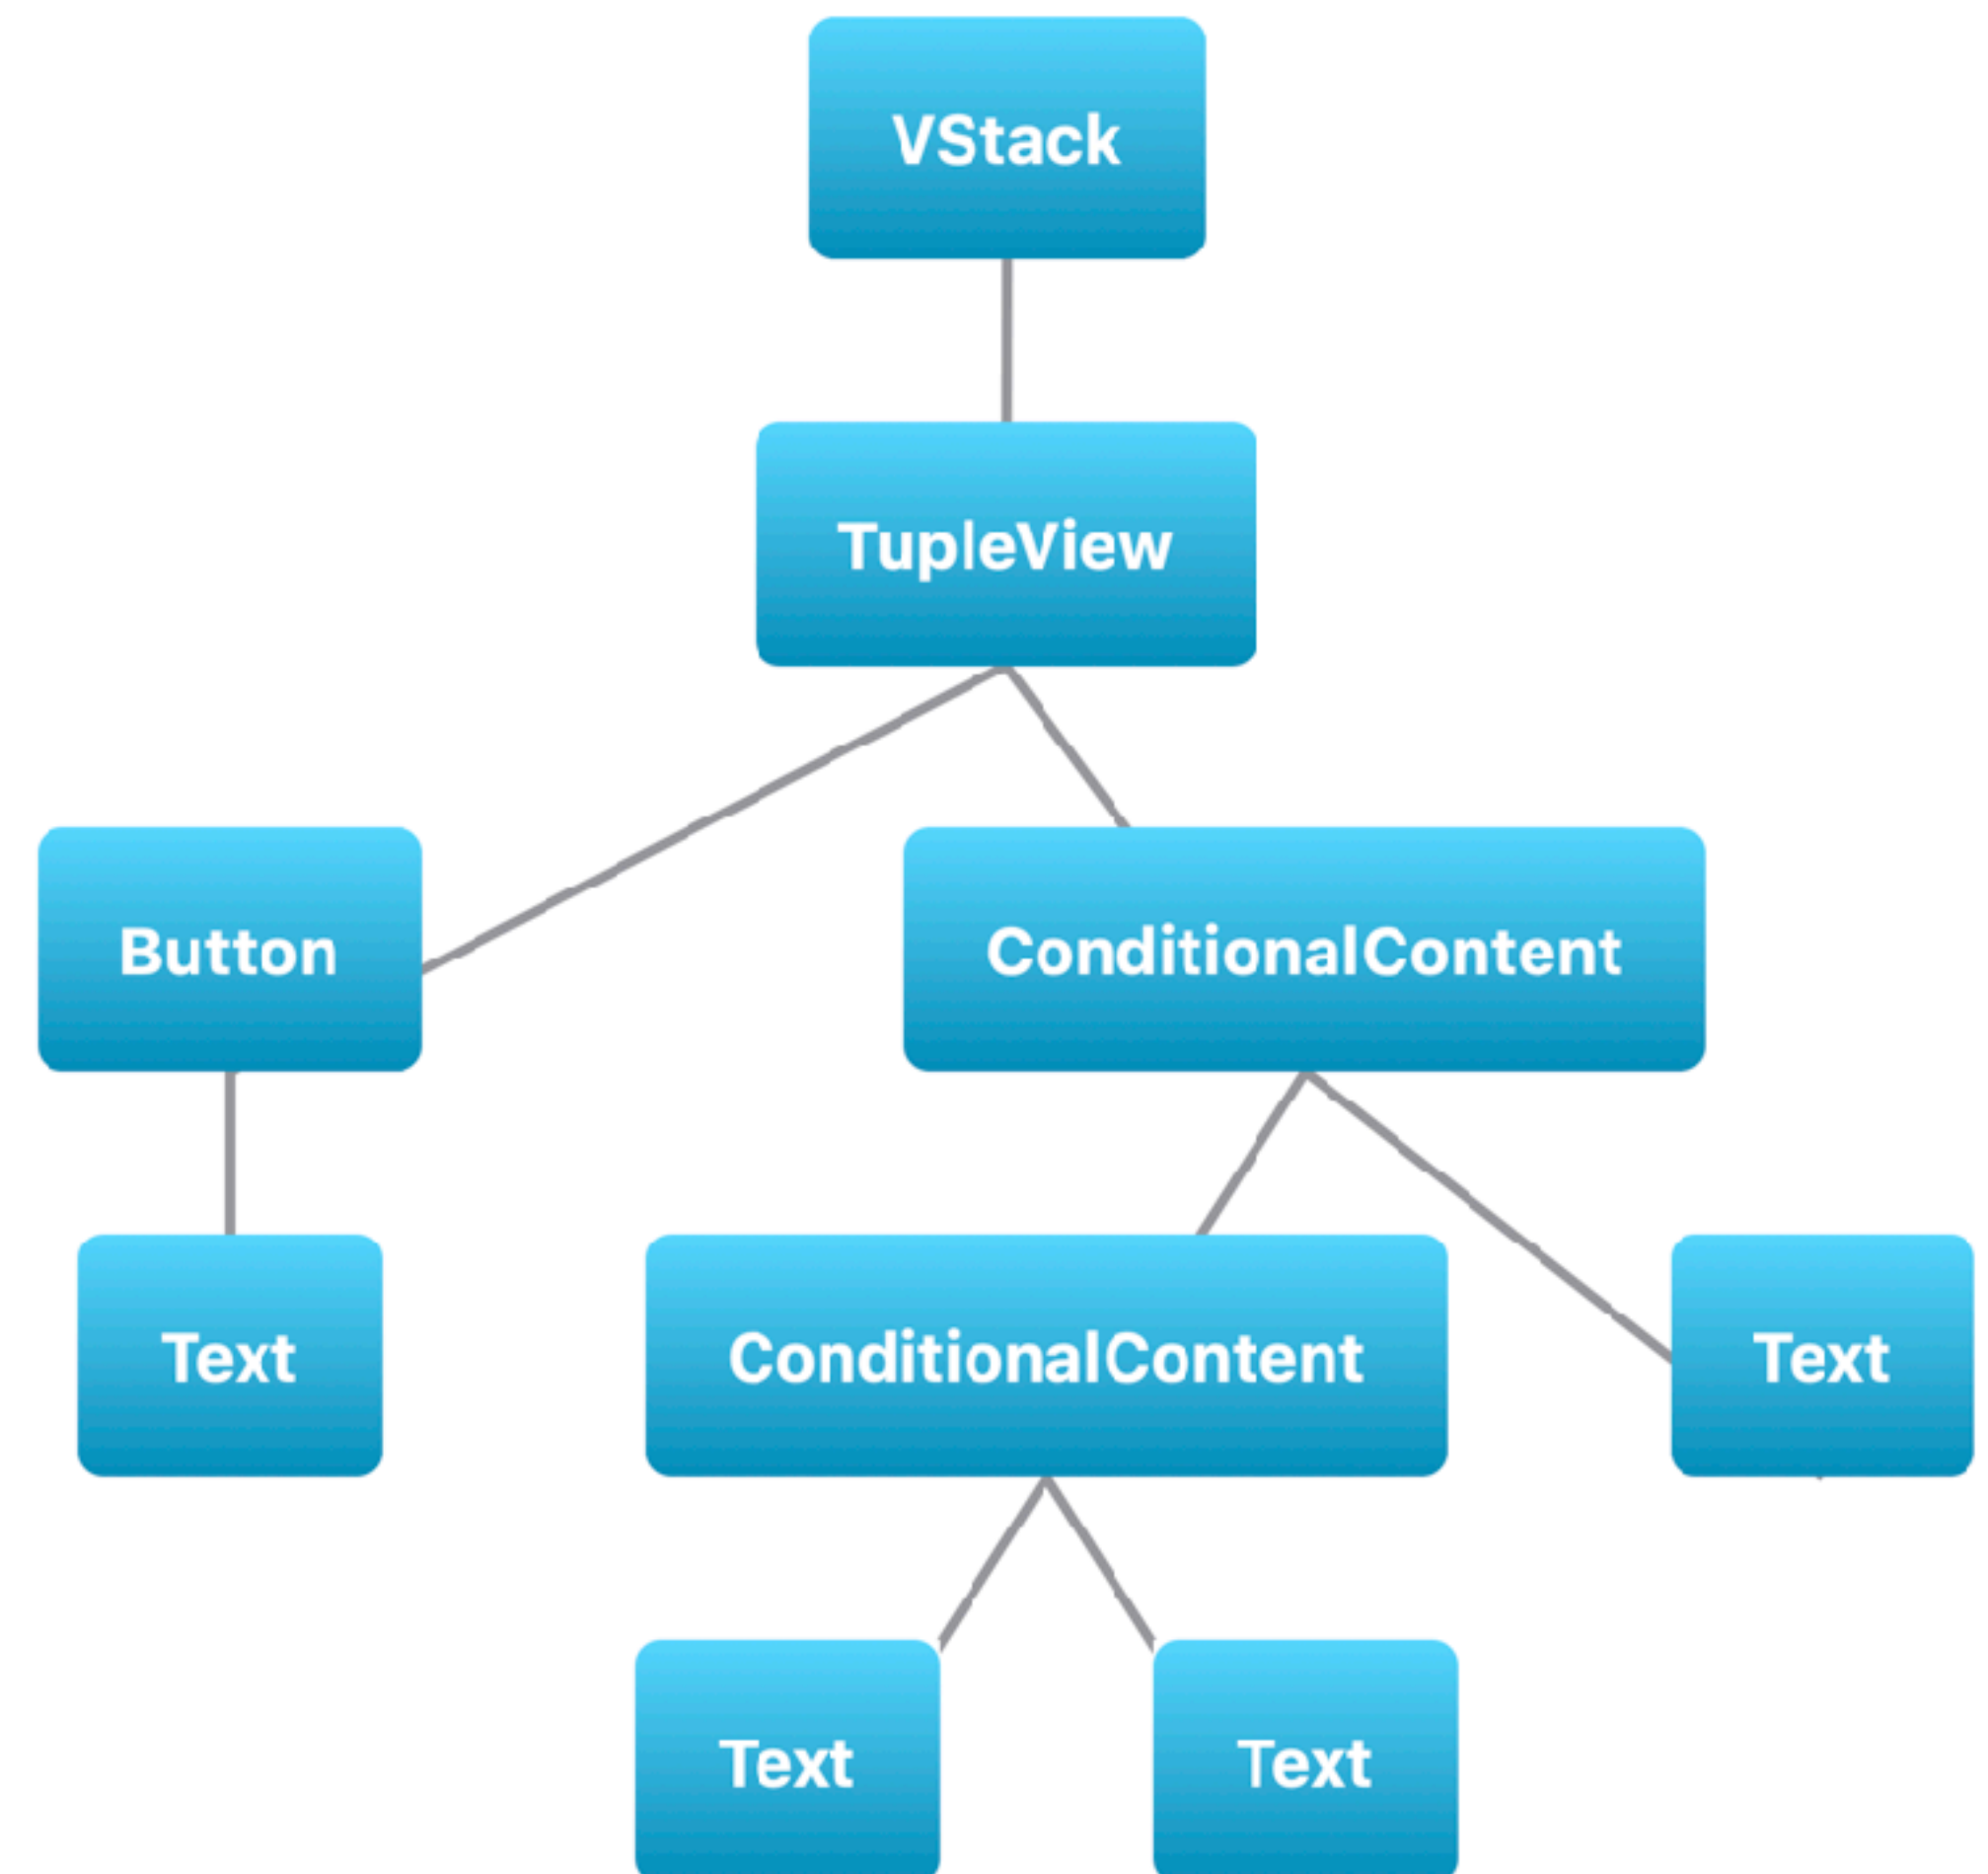 VStack
TupleView
Button
ConditionalContent
Text
ConditionalContent
Text
Text
Text